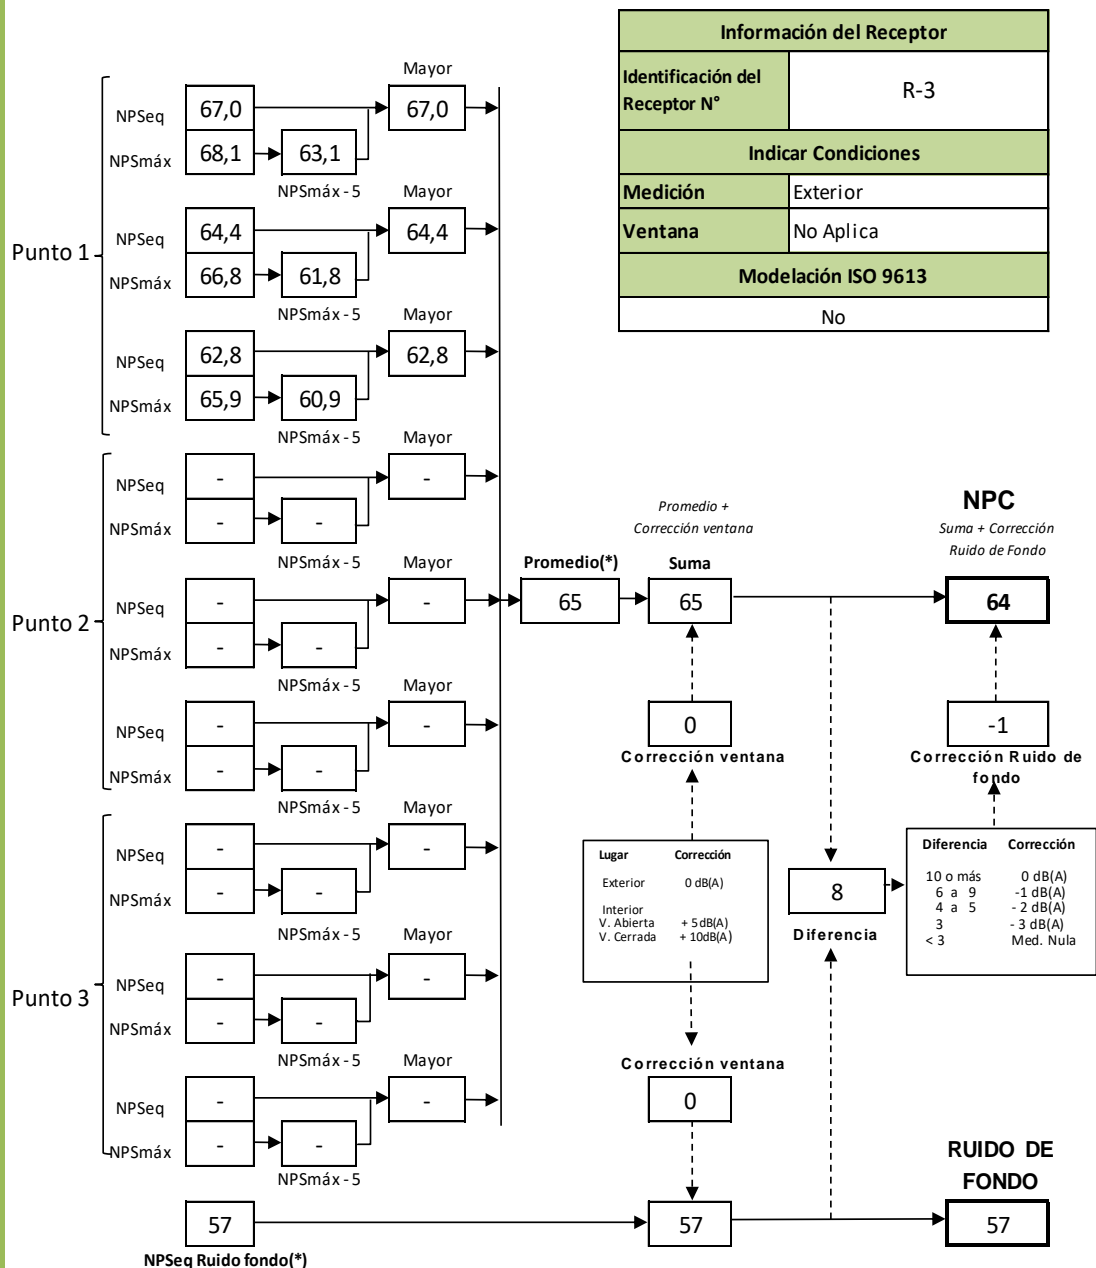 Información del Receptor
Identificación del Receptor N°
R-3
Indicar Condiciones
Medición Exterior
Ventana No Aplica
Modelación ISO 9613
No
Punto 1
Mayor
NPSeq 67,0 67,0
NPSmáx 68,1 63,1
NPSmáx - 5
Mayor
NPSeq 64,4 64,4
NPSmáx 66,8 61,8
NPSmáx - 5
Mayor
NPSeq 62,8 62,8
NPSmáx 65,9 60,9
NPSmáx - 5
Punto 2
Mayor
NPSeq - -
NPSmáx - -
NPSmáx - 5
Mayor
NPSeq - -
NPSmáx - -
NPSmáx - 5
Mayor
NPSeq - -
NPSmáx - -
NPSmáx - 5
Punto 3
Mayor
NPSeq - -
NPSmáx - -
NPSmáx - 5
Mayor
NPSeq - -
NPSmáx - -
NPSmáx - 5
Mayor
NPSeq - -
NPSmáx - -
NPSmáx - 5
Promedio(*)
65
Promedio +
Corrección ventana
Suma
65
0
Corrección ventana
Lugar Corrección
Exterior 0 dB(A)
Interior
V. Abierta + 5dB(A)
V. Cerrada + 10dB(A)
Corrección ventana
0
8
Diferencia
NPC
Suma + Corrección
Ruido de Fondo
64
-1
Corrección Ruido de
fondo
Diferencia Corrección
10 o más 0 dB(A)
6 a 9 -1 dB(A)
4 a 5 - 2 dB(A)
3 - 3 dB(A)
< 3 Med. Nula
57
NPSeq Ruido fondo(*)
57
RUIDO DE
FONDO
57